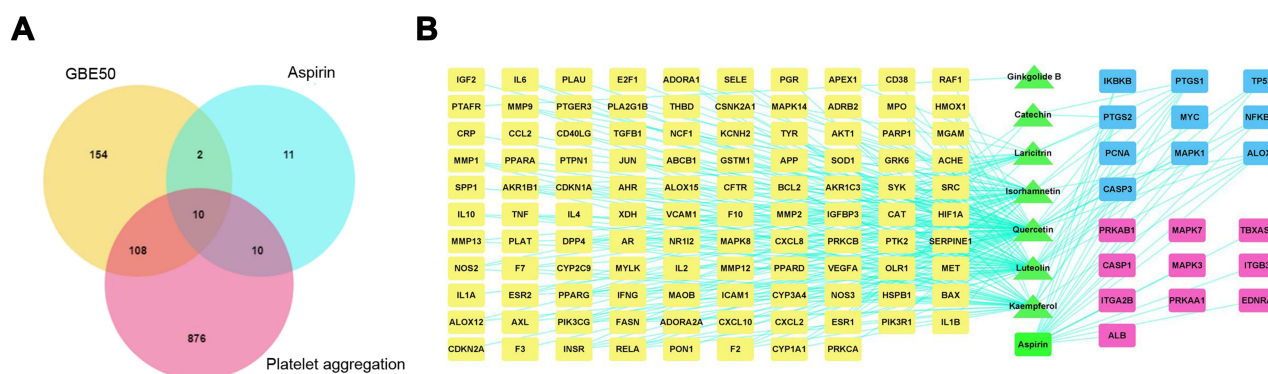 A
B
GBE50
Aspirin
154
2
11
10
108
10
876
Platelet aggregation
IGF2 IL6 PLAU E2F1 ADORA1 SELE PGR APEX1 CD38 RAF1
PTAFR MMP9 PTGER3 PLA2G1B THBD CSNK2A1 MAPK14 ADRB2 MPO HMOX1
CRP CCL2 CD40LG TGFB1 NCF1 KCNH2 TYR AKT1 PARP1 MGAM
MMP1 PPARA PTPN1 JUN ABCB1 GSTM1 APP SOD1 GRK6 ACHE
SPP1 AKR1B1 CDKN1A AHR ALOX15 CFTR BCL2 AKR1C3 SYK SRC
IL10 TNF IL4 XDH VCAM1 F10 MMP2 IGFBP3 CAT HIF1A
MMP13 PLAT DPP4 AR NR1I2 MAPK8 CXCL8 PRKCB PTK2 SERPINE1
NOS2 F7 CYP2C9 MYLK IL2 MMP12 PPARD VEGFA OLR1 MET
IL1A ESR2 PPARG IFNG MAOB ICAM1 CYP3A4 NOS3 HSPB1 BAX
ALOX12 AXL PIK3CG FASN ADORA2A CXCL10 CXCL2 ESR1 PIK3R1 IL1B
CDKN2A F3 INSR RELA PON1 F2 CYP1A1 PRKCA
Ginkgolide B
Catechin
Laricitrin
Isorhamnetin
Quercetin
Luteolin
Kaempferol
Aspirin
IKBKB PTGS1 TP5
PTGS2 MYC NFKB
PCNA MAPK1 ALOX
CASP3
PRKAB1 MAPK7 TBXAS
CASP1 MAPK3 ITGB3
ITGA2B PRKAA1 EDNRA
ALB